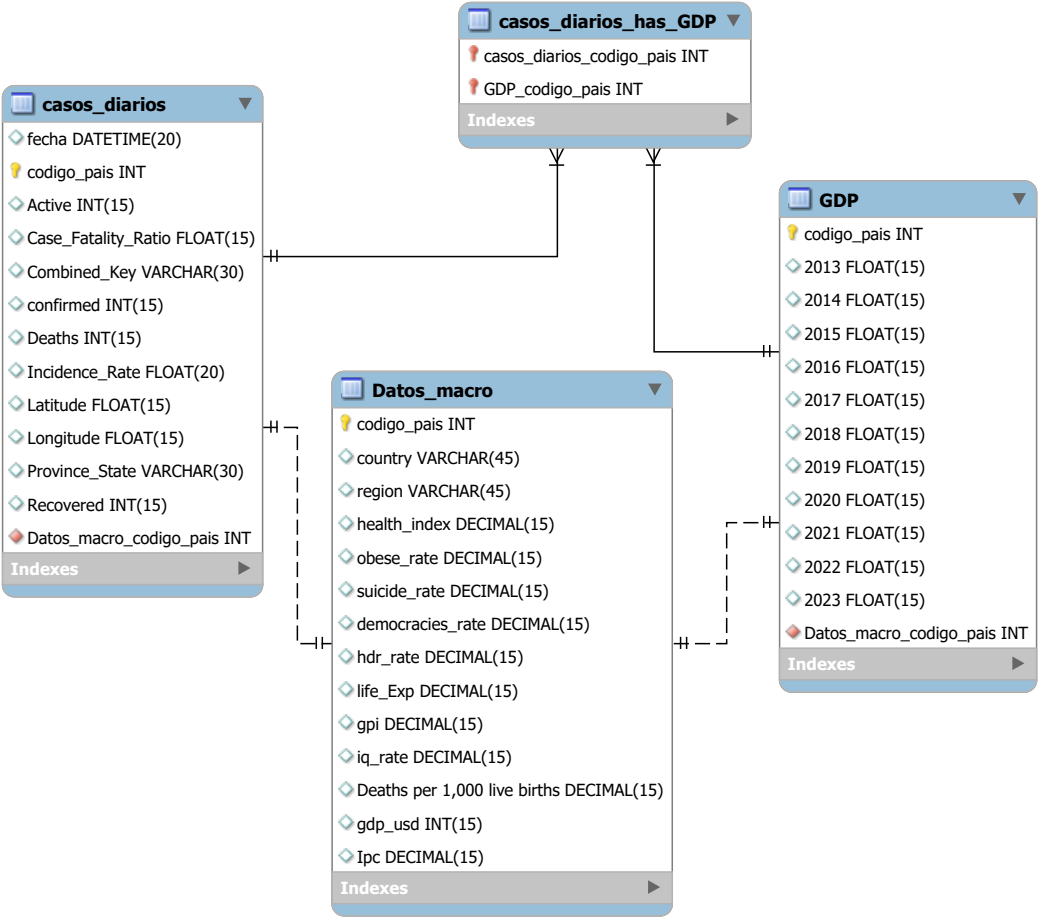 casos_diarios_has_GDP
casos_diarios_codigo_pais INT
GDP_codigo_pais INT
Indexes
casos_diarios
fecha DATETIME(20)
codigo_pais INT
Active INT(15)
Case_Fatality_Ratio FLOAT(15)
Combined_Key VARCHAR(30)
confirmed INT(15)
Deaths INT(15)
Incidence_Rate FLOAT(20)
Latitude FLOAT(15)
Longitude FLOAT(15)
Province_State VARCHAR(30)
Recovered INT(15)
Datos_macro_codigo_pais INT
Indexes
GDP
codigo_pais INT
2013 FLOAT(15)
2014 FLOAT(15)
2015 FLOAT(15)
2016 FLOAT(15)
2017 FLOAT(15)
2018 FLOAT(15)
2019 FLOAT(15)
2020 FLOAT(15)
2021 FLOAT(15)
2022 FLOAT(15)
2023 FLOAT(15)
Datos_macro_codigo_pais INT
Indexes
Datos_macro
codigo_pais INT
country VARCHAR(45)
region VARCHAR(45)
health_index DECIMAL(15)
obese_rate DECIMAL(15)
suicide_rate DECIMAL(15)
democracies_rate DECIMAL(15)
hdr_rate DECIMAL(15)
life_Exp DECIMAL(15)
gpi DECIMAL(15)
iq_rate DECIMAL(15)
Deaths per 1,000 live births DECIMAL(15)
gdp_usd INT(15)
Ipc DECIMAL(15)
Indexes